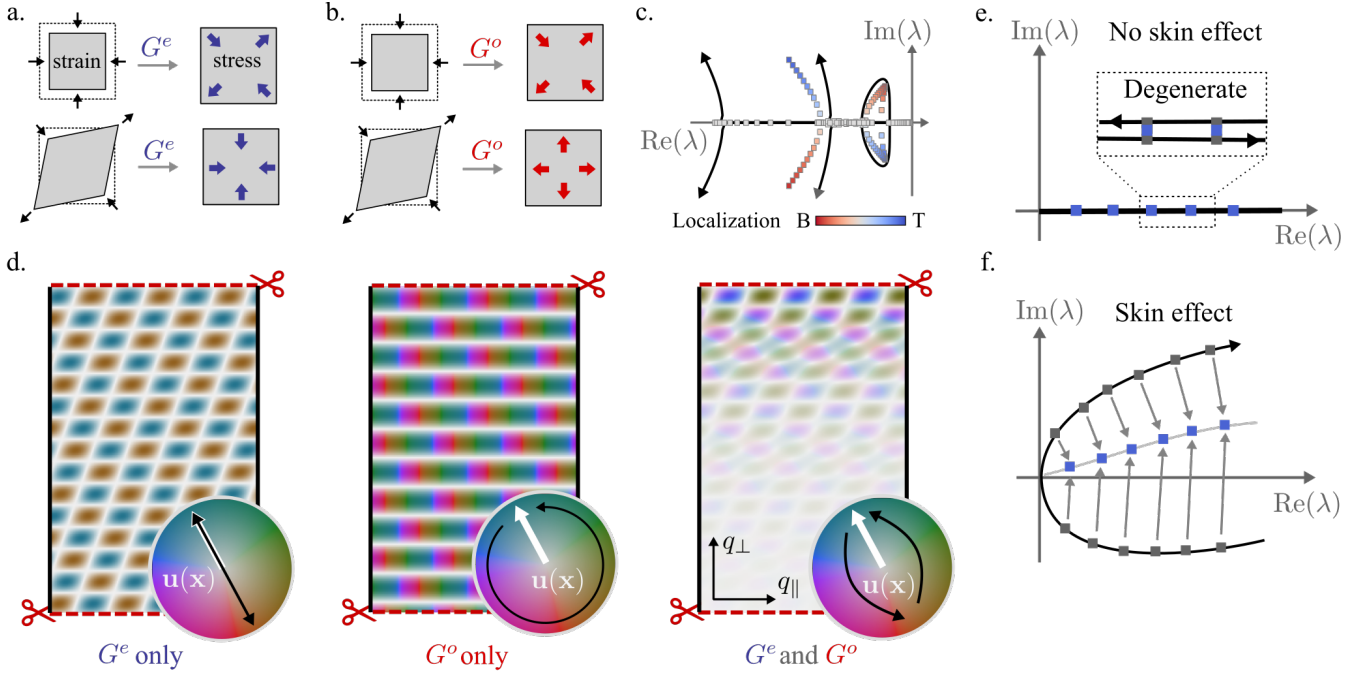 a.
strain
G^e
stress
G^e
b.
G^o
G^o
c.
Im(λ)
Re(λ)
Localization B T
d.
u(x)
G^e only
u(x)
G^o only
q_⊥
q_∥
u(x)
G^e and G^o
e.
No skin effect
Im(λ)
Degenerate
Re(λ)
f.
Skin effect
Im(λ)
Re(λ)